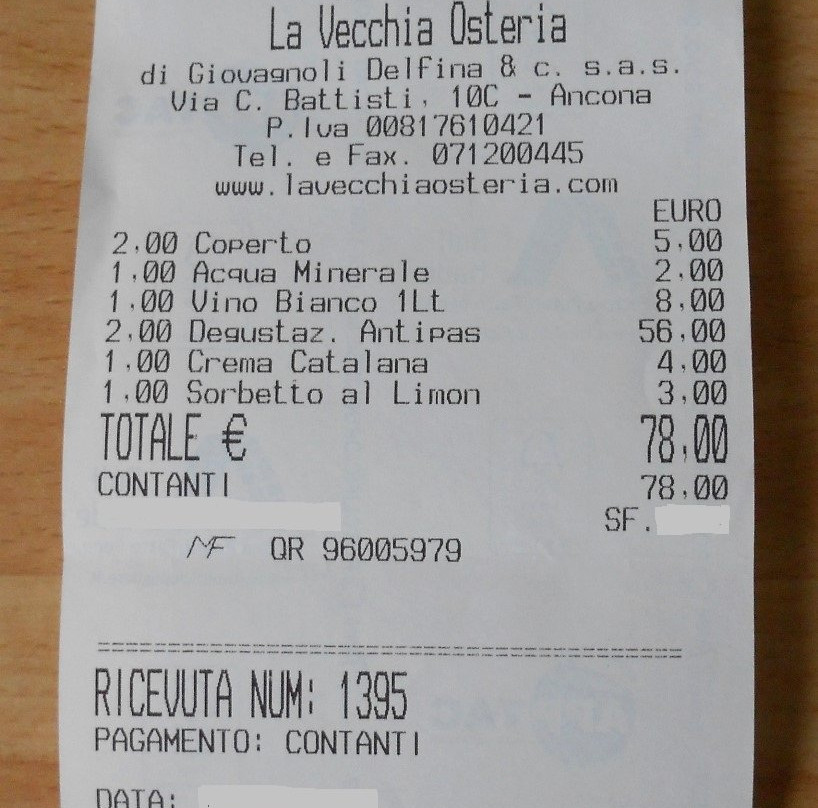 La Vecchia Osteria
di Giovagnoli Delfina & c. s.a.s.
Via C. Battisti, 10C - Ancona
P.Iva 00817610421
Tel. e Fax. 071200445
www.lavecchiaosteria.com
EURO
2,00 Coperto 5,00
1,00 Acqua Minerale 2,00
1,00 Vino Bianco 1Lt 8,00
2,00 Degustaz. Antipas 56,00
1,00 Crema Catalana 4,00
1,00 Sorbetto al Limon 3,00
TOTALE € 78,00
CONTANTI 78,00
SF.
MF QR 96005979
RICEVUTA NUM: 1395
PAGAMENTO: CONTANTI
DATA: